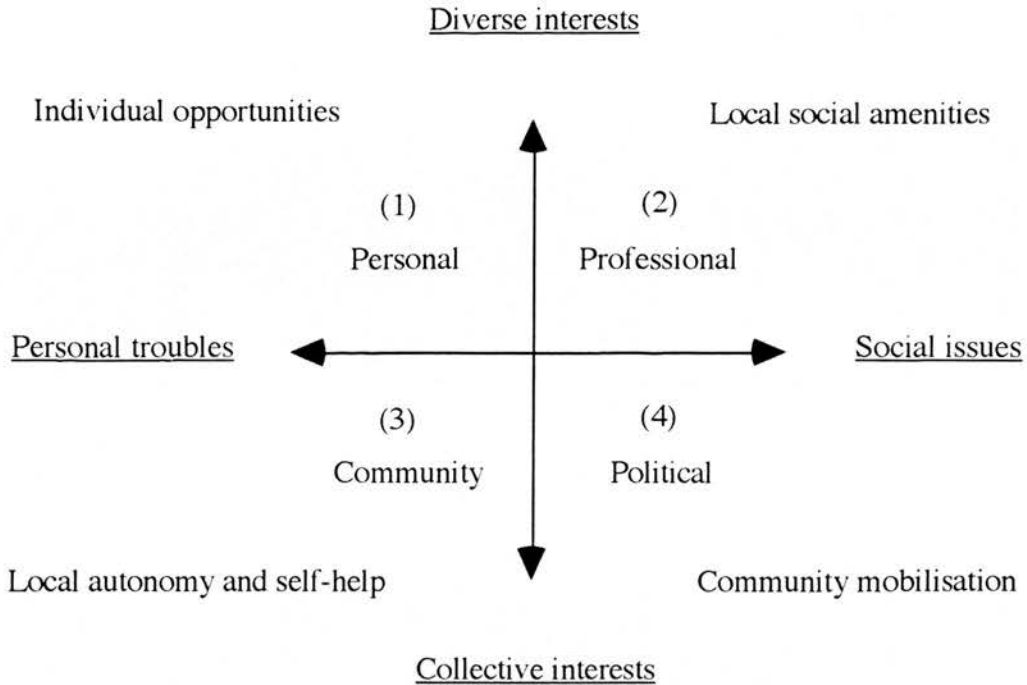 Diverse interests
Individual opportunities
Local social amenities
(1)
(2)
Personal
Professional
Personal troubles
Social issues
(3)
(4)
Community
Political
Local autonomy and self-help
Community mobilisation
Collective interests